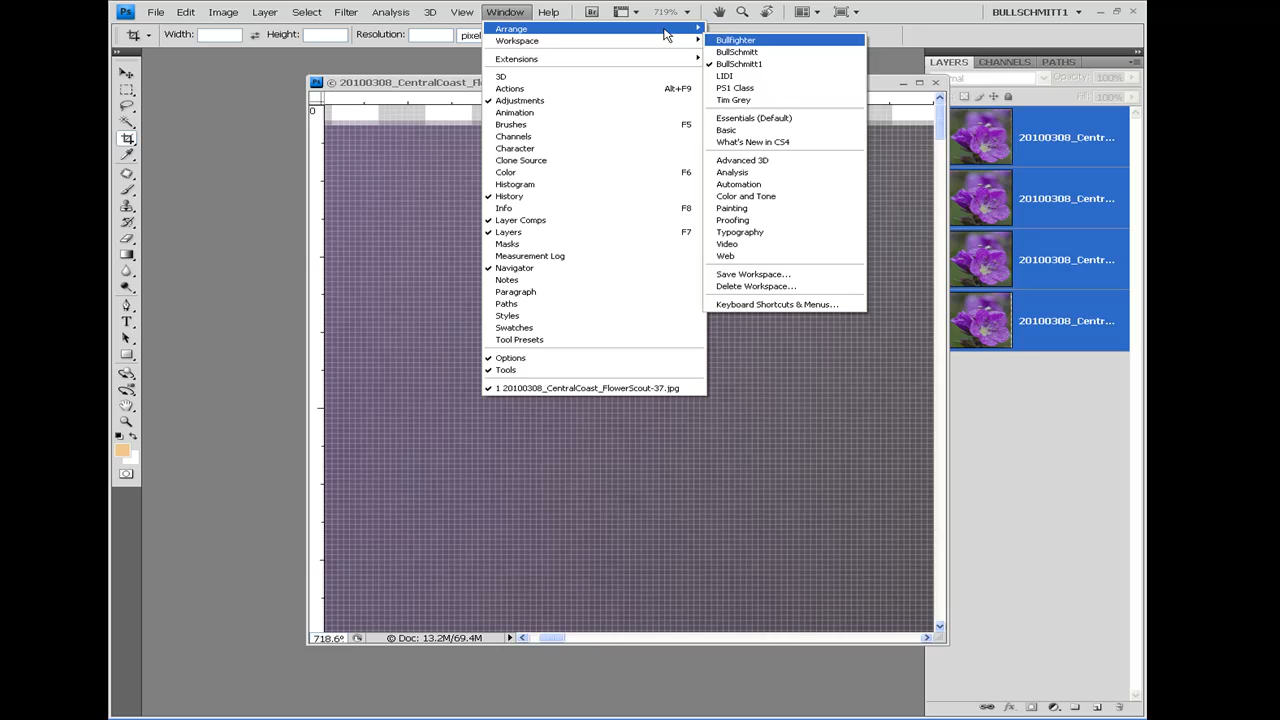 Ps File Edit Image Layer Select Filter Analysis 3D View Window Help Br 719% BULLSCHMITT1
Width: Height: Resolution: pixel
20100308_CentralCoast_F
Arrange
Workspace
Extensions
3D
Actions Alt+F9
Adjustments
Animation
Brushes F5
Channels
Character
Clone Source
Color F6
Histogram
History
Info F8
Layer Comps
Layers F7
Masks
Measurement Log
Navigator
Notes
Paragraph
Paths
Styles
Swatches
Tool Presets
Options
Tools
1 20100308_CentralCoast_FlowerScout-37.jpg
Bullfighter
BullSchmitt
BullSchmitt1
LIDI
PS1 Class
Tim Grey
Essentials (Default)
Basic
What's New in CS4
Advanced 3D
Analysis
Automation
Color and Tone
Painting
Proofing
Typography
Video
Web
Save Workspace...
Delete Workspace...
Keyboard Shortcuts & Menus...
LAYERS CHANNELS PATHS
Opacity: 100%
Fill: 100%
20100308_Centr...
20100308_Centr...
20100308_Centr...
20100308_Centr...
0
718.6% Doc: 13.2M/69.4M